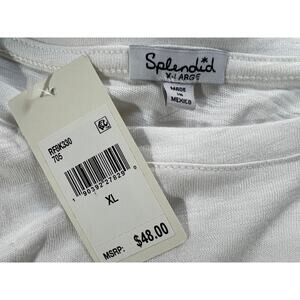 Splendid
X-LARGE
MADE
IN
MEXICO
RFBK330
705
XL
MSRP: $48.00